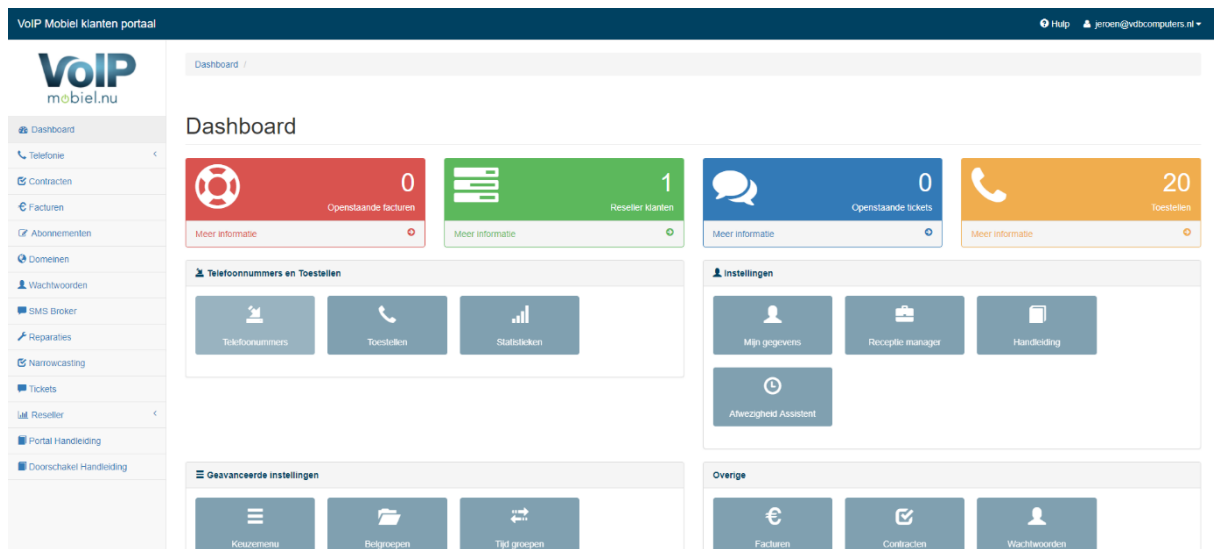 VoIP Mobiel klanten portaal
Hulp jeroen@vdbcomputers.nl
VoIP
mobiel.nu
Dashboard /
Dashboard
Telefonie
Contracten
Facturen
Abonnementen
Domeinen
Wachtwoorden
SMS Broker
Reparaties
Narrowcasting
Tickets
Reseller
Portal Handleiding
Doorschakel Handleiding
Dashboard
0
Openstaande facturen
Meer informatie
1
Reseller klanten
Meer informatie
0
Openstaande tickets
Meer informatie
20
Toestellen
Meer informatie
Telefoonnummers en Toestellen
Telefoonummers
Toestellen
Statistieken
Instellingen
Mijn gegevens
Receptie manager
Handleiding
Afwezigheid Assistent
Geavanceerde instellingen
Keuzemenu
Belgroepen
Tijd groepen
Overige
Facturen
Contracten
Wachtwoorden